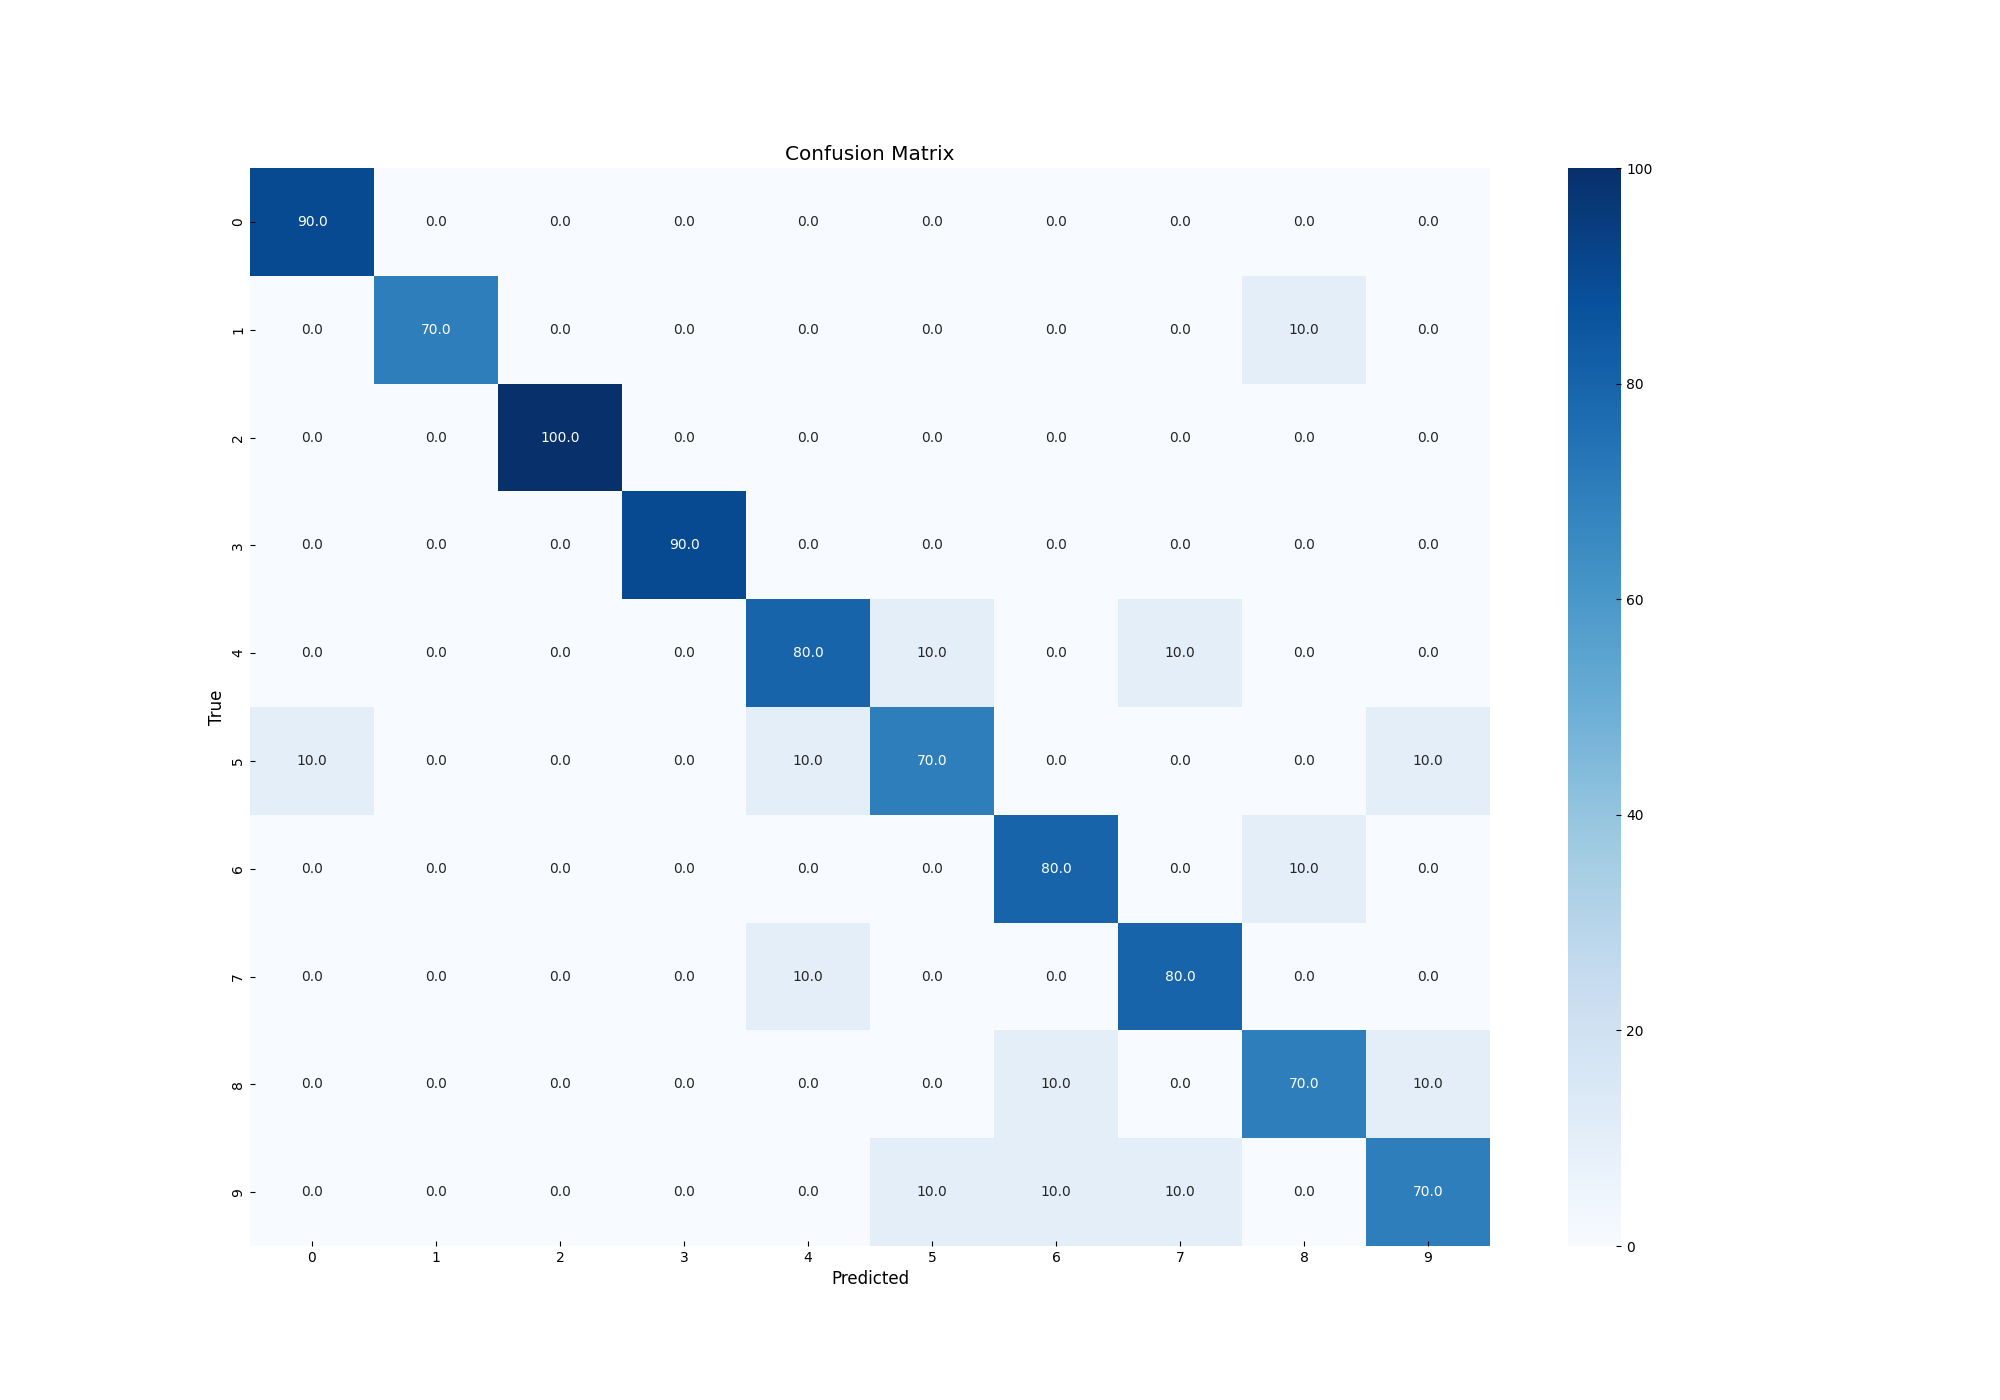 Confusion Matrix
0 90.0 0.0 0.0 0.0 0.0 0.0 0.0 0.0 0.0 0.0
1 0.0 70.0 0.0 0.0 0.0 0.0 0.0 0.0 10.0 0.0
2 0.0 0.0 100.0 0.0 0.0 0.0 0.0 0.0 0.0 0.0
3 0.0 0.0 0.0 90.0 0.0 0.0 0.0 0.0 0.0 0.0
4 0.0 0.0 0.0 0.0 80.0 10.0 0.0 10.0 0.0 0.0
True
5 10.0 0.0 0.0 0.0 10.0 70.0 0.0 0.0 0.0 10.0
6 0.0 0.0 0.0 0.0 0.0 0.0 80.0 0.0 10.0 0.0
7 0.0 0.0 0.0 0.0 10.0 0.0 0.0 80.0 0.0 0.0
8 0.0 0.0 0.0 0.0 0.0 0.0 10.0 0.0 70.0 10.0
9 0.0 0.0 0.0 0.0 0.0 10.0 10.0 10.0 0.0 70.0
0 1 2 3 4 5 6 7 8 9
Predicted
100
80
60
40
20
0